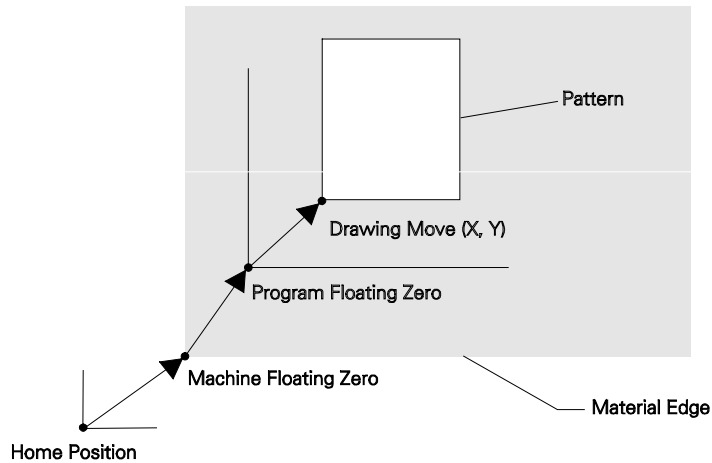 Pattern
Drawing Move (X, Y)
Program Floating Zero
Machine Floating Zero
Material Edge
Home Position